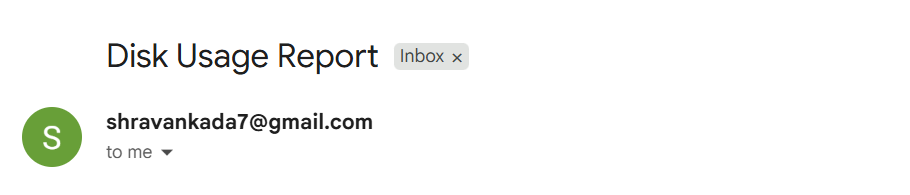 Disk Usage Report Inbox ×
S
shravankada7@gmail.com
to me